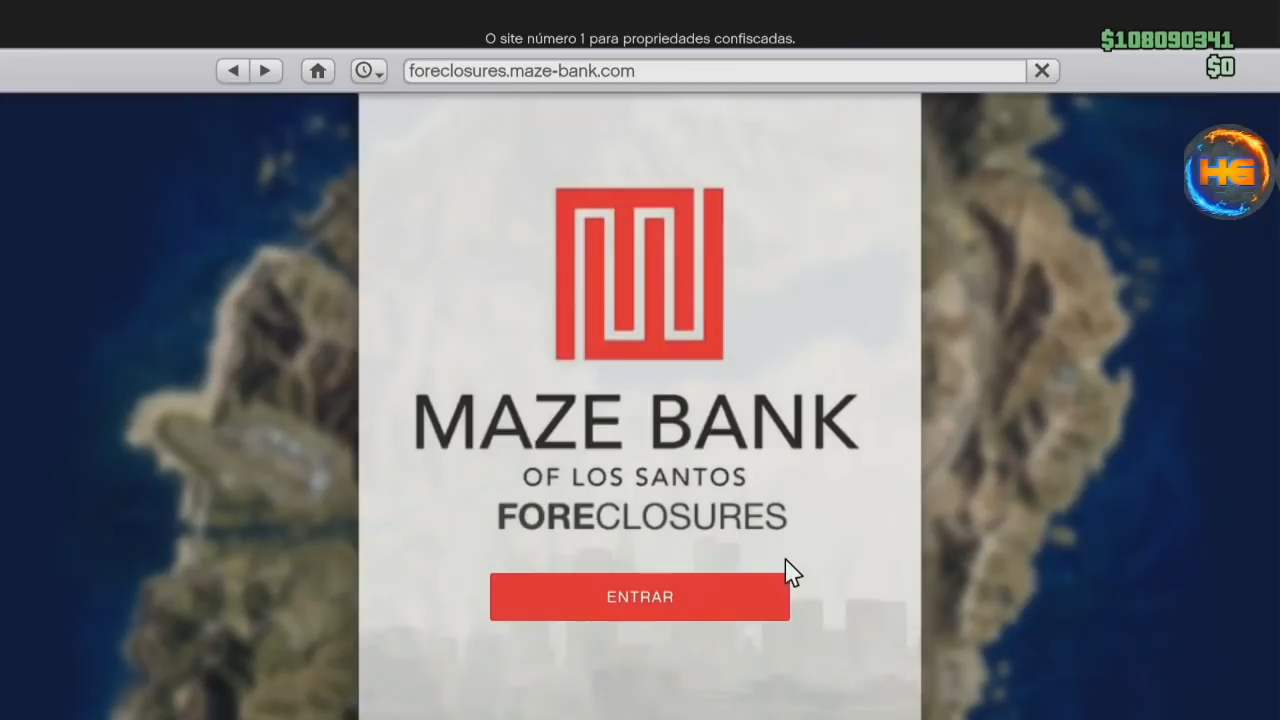 O site número 1 para propriedades confiscadas.
$108090341
foreclosures.maze-bank.com
$0
HG
MAZE BANK
OF LOS SANTOS
FORECLOSURES
ENTRAR